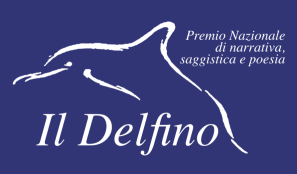 Premio Nazionale
di narrativa,
saggistica e poesia
Il Delfino